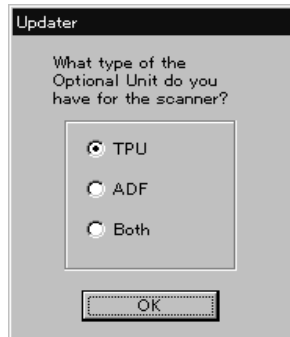 Updater
What type of the
Optional Unit do you
have for the scanner?
TPU
ADF
Both
OK